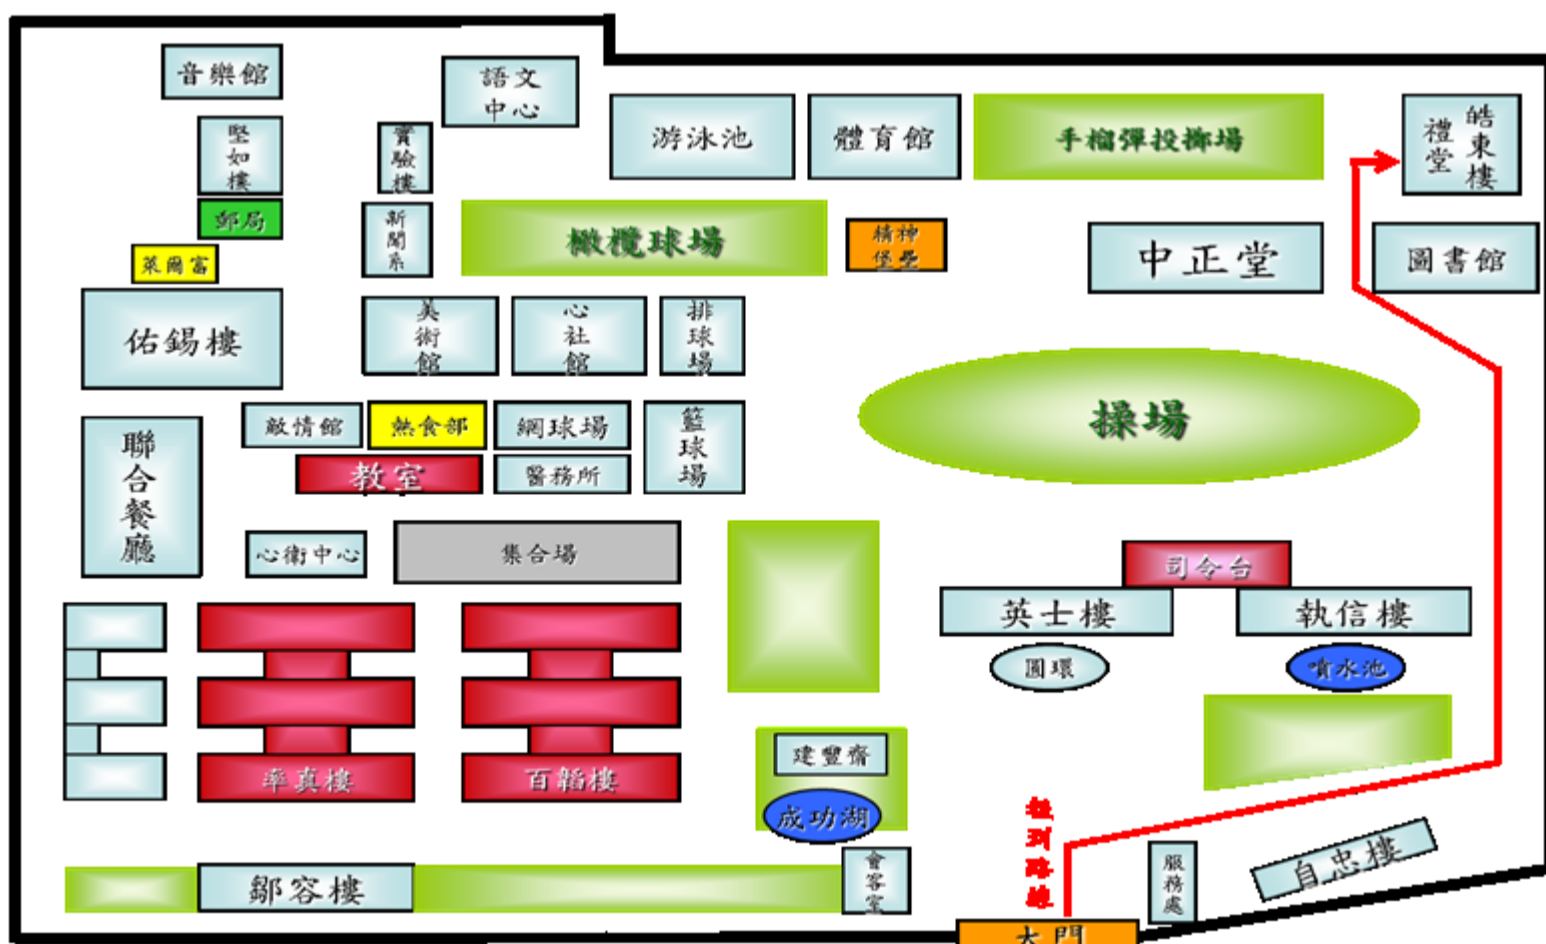 音樂館
語文
中心
堅如樓
實驗樓
游泳池
體育館
手榴彈投擲場
皓東樓
禮堂
郵局
新聞系
橄欖球場
精神
堡壘
中正堂
圖書館
萊爾富
佑錫樓
美術館
心社館
排球場
操場
聯合餐廳
敵情館
熱食部
網球場
籃球場
教室
醫務所
心衛中心
集合場
司令台
英士樓
執信樓
圓環
噴水池
率真樓
百韜樓
建豐齋
成功湖
報到路線
鄒容樓
會客室
服務處
自忠樓
大門